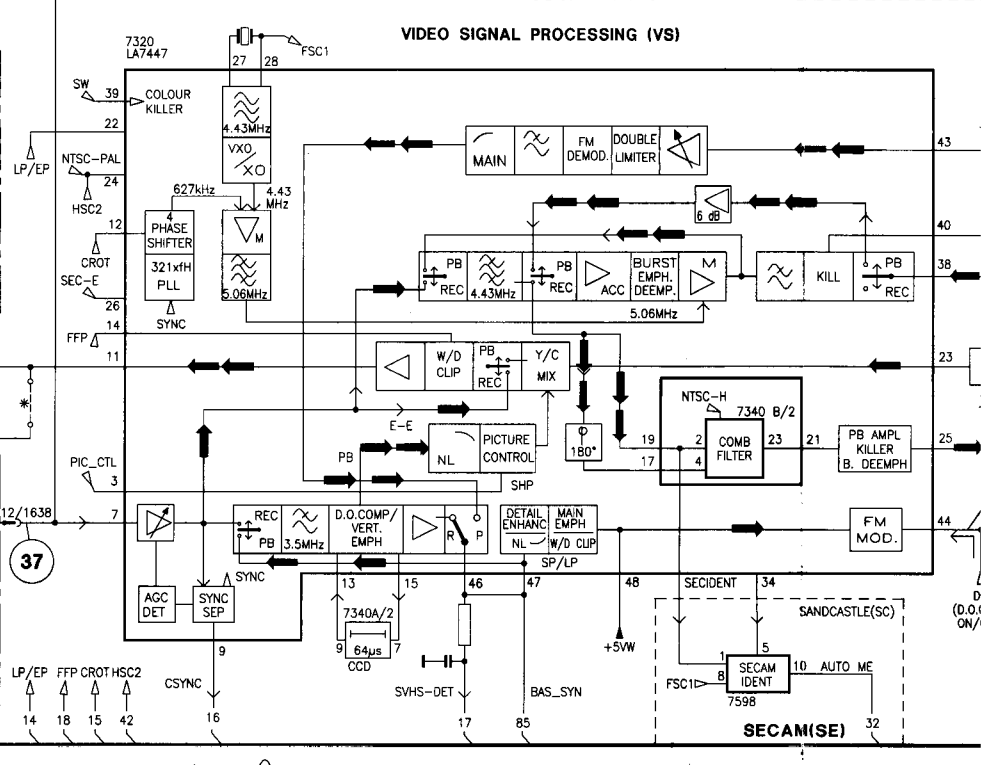 VIDEO SIGNAL PROCESSING (VS)
7320
LA7447
27
28
FSC1
SW
39
COLOUR
KILLER
22
LP/EP
NTSC-PAL
24
HSC2
4.43MHz
VXO
XO
627kHz
4.43
MHz
MAIN
FM
DEMOD.
DOUBLE
LIMITER
43
6 dB
12
CROT
4
PHASE
SHIFTER
321xfH
PLL
SYNC
M
5.06MHz
SEC-E
26
PB
REC
4.43MHz
PB
REC
ACC
BURST
EMPH.
DEEMP.
M
5.06MHz
KILL
PB
REC
40
38
14
FFP
11
W/D
CLIP
PB
REC
Y/C
MIX
23
*
E-E
180°
NTSC-H
7340 B/2
19
2
COMB
FILTER
23
21
17
4
PB AMPL
KILLER
B. DEEMPH
25
PB
NL
PICTURE
CONTROL
SHP
PIC_CTL
3
12/1638
7
37
REC
PB
3.5MHz
D.O.COMP/
VERT.
EMPH
R
P
DETAIL
ENHANC
NL
MAIN
EMPH
W/D CLIP
SP/LP
FM
MOD.
44
AGC
DET
SYNC
SEP
SYNC
13
15
46
47
48
SECIDENT
34
9
7340A/2
9
64µs
7
CCD
+5VW
SANDCASTLE(SC)
D
(D.O.
ON/
1
5
SECAM
IDENT
10
AUTO ME
FSC1
8
7598
CSYNC
SVHS-DET
BAS_SYN
LP/EP
FFP
CROT
HSC2
14
18
15
42
16
17
85
32
SECAM(SE)